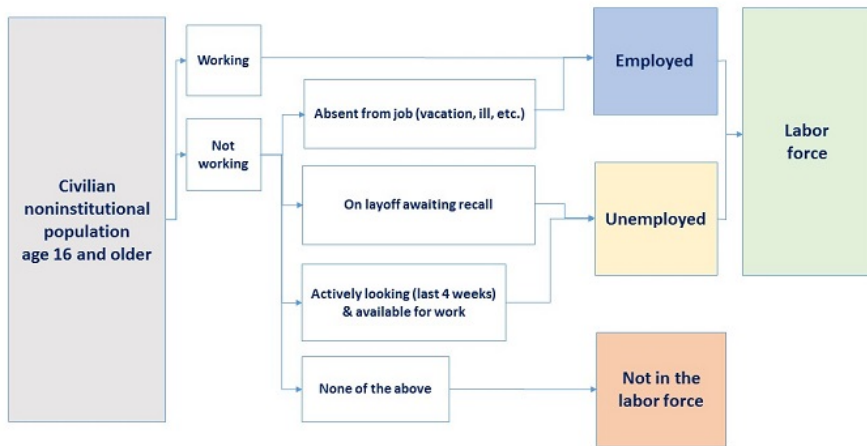 Civilian
noninstitutional
population
age 16 and older
Working
Not
working
Absent from job (vacation, ill, etc.)
On layoff awaiting recall
Actively looking (last 4 weeks)
& available for work
None of the above
Employed
Unemployed
Not in the
labor force
Labor
force